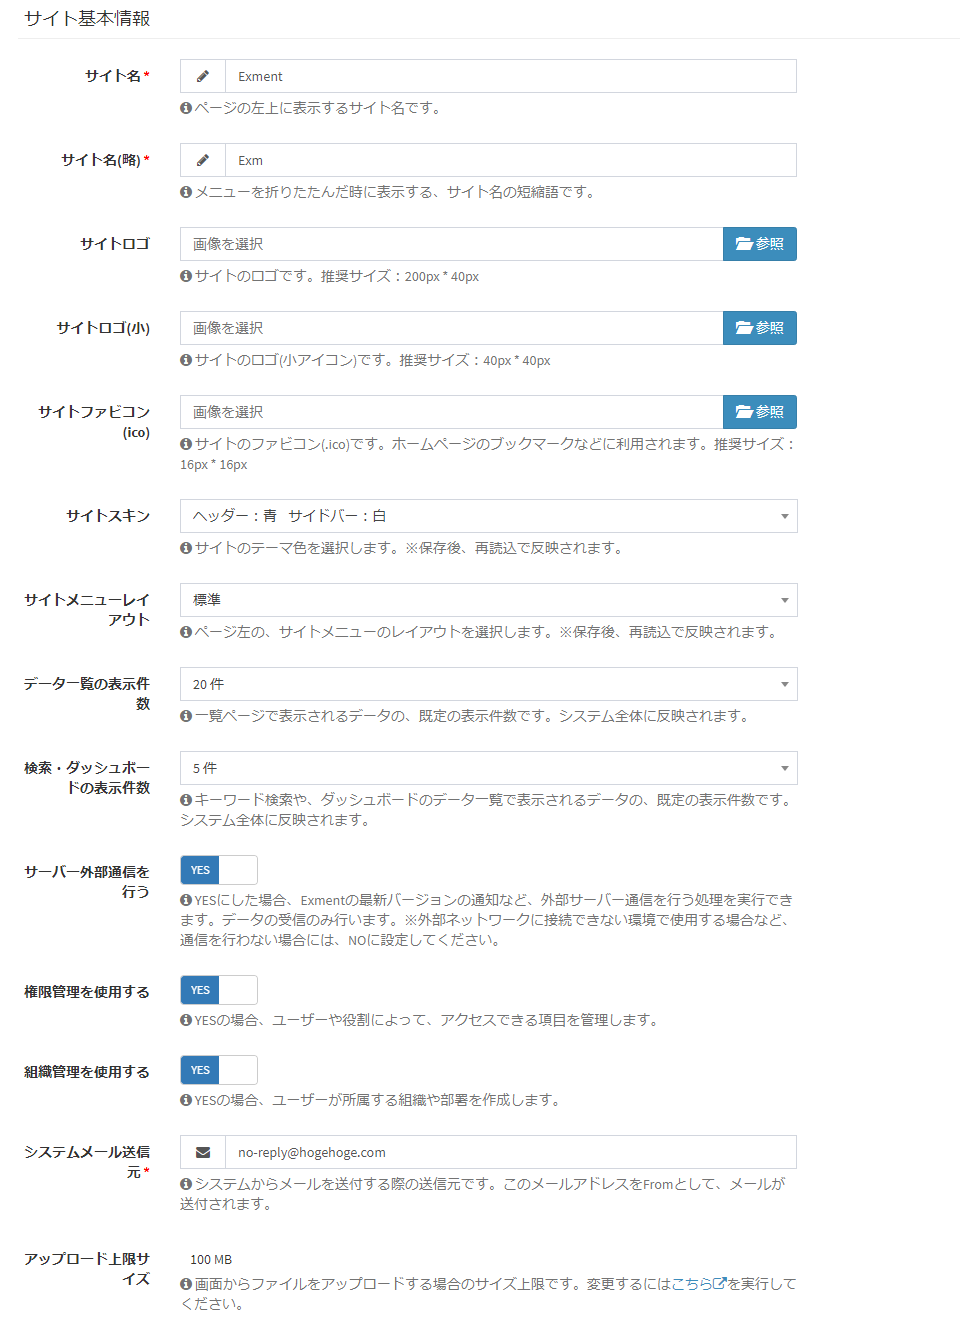 サイト基本情報
サイト名*
Exment
ページの左上に表示するサイト名です。
サイト名(略)*
Exm
メニューを折りたたんだ時に表示する、サイト名の短縮語です。
サイトロゴ
画像を選択
参照
サイトのロゴです。推奨サイズ：200px * 40px
サイトロゴ(小)
画像を選択
参照
サイトのロゴ(小アイコン)です。推奨サイズ：40px * 40px
サイトファビコン
(ico)
画像を選択
参照
サイトのファビコン(.ico)です。ホームページのブックマークなどに利用されます。推奨サイズ：
16px * 16px
サイトスキン
ヘッダー：青　サイドバー：白
サイトのテーマ色を選択します。※保存後、再読込で反映されます。
サイトメニューレイ
アウト
標準
ページ左の、サイトメニューのレイアウトを選択します。※保存後、再読込で反映されます。
データ一覧の表示件
数
20 件
一覧ページで表示されるデータの、既定の表示件数です。システム全体に反映されます。
検索・ダッシュボー
ドの表示件数
5 件
キーワード検索や、ダッシュボードのデータ一覧で表示されるデータの、既定の表示件数です。
システム全体に反映されます。
サーバー外部通信を
行う
YES
YESにした場合、Exmentの最新バージョンの通知など、外部サーバー通信を行う処理を実行でき
ます。データの受信のみ行います。※外部ネットワークに接続できない環境で使用する場合など、
通信を行わない場合には、NOに設定してください。
権限管理を使用する
YES
YESの場合、ユーザーや役割によって、アクセスできる項目を管理します。
組織管理を使用する
YES
YESの場合、ユーザーが所属する組織や部署を作成します。
システムメール送信
元*
no-reply@hogehoge.com
システムからメールを送付する際の送信元です。このメールアドレスをFromとして、メールが
送付されます。
アップロード上限サ
イズ
100 MB
画面からファイルをアップロードする場合のサイズ上限です。変更するにはこちらを実行して
ください。